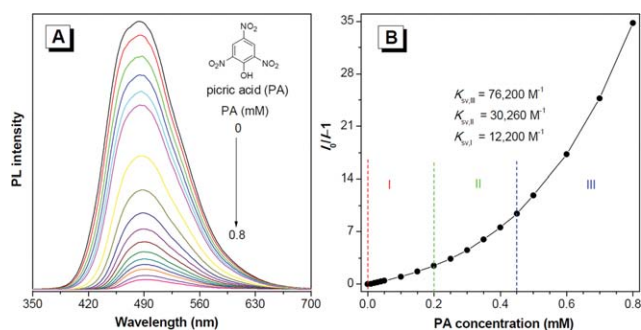 A
NO₂
O₂N
NO₂
OH
picric acid (PA)
PA (mM)
0
0.8
PL intensity
350 420 490 560 630 700
Wavelength (nm)
B
35
28
21
14
7
0
I₀/I–1
Ksv,III = 76,200 M⁻¹
Ksv,II = 30,260 M⁻¹
Ksv,I = 12,200 M⁻¹
I II III
0.0 0.2 0.4 0.6 0.8
PA concentration (mM)